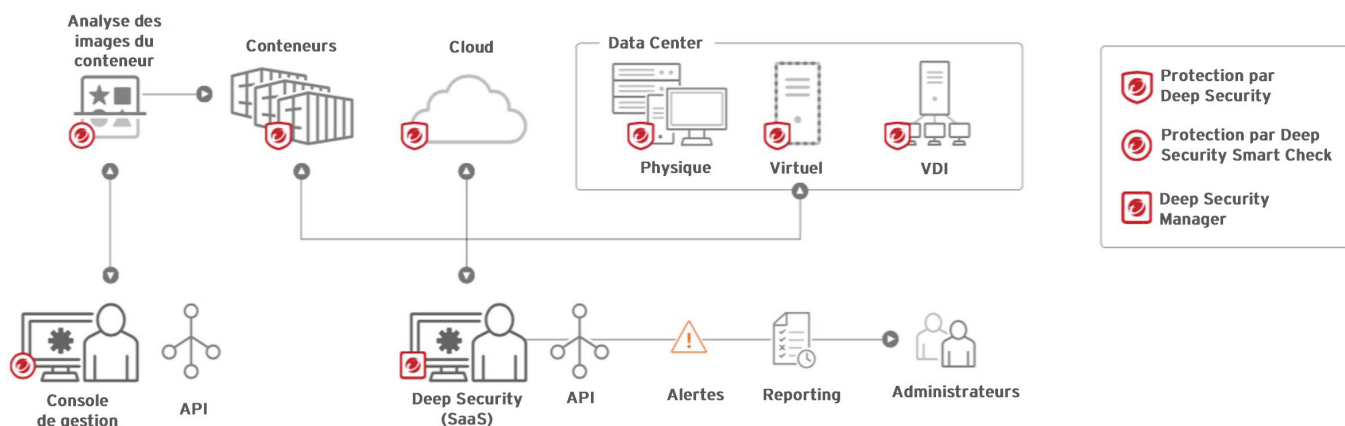 Analyse des
images du
conteneur
Conteneurs
Cloud
Data Center
Physique
Virtuel
VDI
Protection par
Deep Security
Protection par Deep
Security Smart Check
Deep Security
Manager
Console
de gestion
API
Deep Security
(SaaS)
API
Alertes
Reporting
Administrateurs